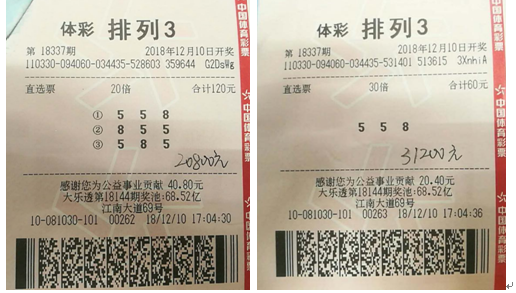 体彩 排列3
第 18337期 2018年12月10日开奖
110330-094060-034435-528603 359644 G2DsWg
直选票 20倍 合计120元
① 5 5 8
② 8 5 5
③ 5 8 5
20800元
感谢您为公益事业贡献 40.80元
大乐透第18144期奖池:68.52亿
江南大道69号
10-081030-101 00262 18/12/10 17:04:30
中国体育彩票
体彩 排列3
第 18337期 2018年12月10日开奖
110330-094060-034435-531401 513615 3XnhiA
直选票 30倍 合计60元
5 5 8
31200元
感谢您为公益事业贡献 20.40元
大乐透第18144期奖池:68.52亿
江南大道69号
10-081030-101 00263 18/12/10 17:04:36
中国体育彩票